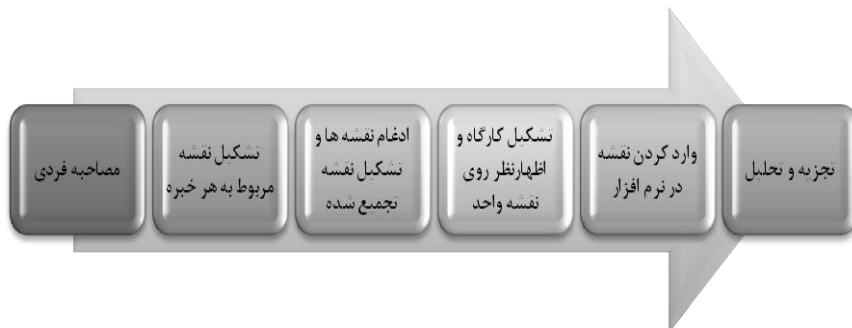 مصاحبه فردی
تشکیل نقشه
مربوط به هر خبره
ادغام نقشه ها و
تشکیل نقشه
تجمیع شده
تشکیل کارگاه و
اظهارنظر روی
نقشه واحد
وارد کردن نقشه
در نرم افزار
تجزیه و تحلیل